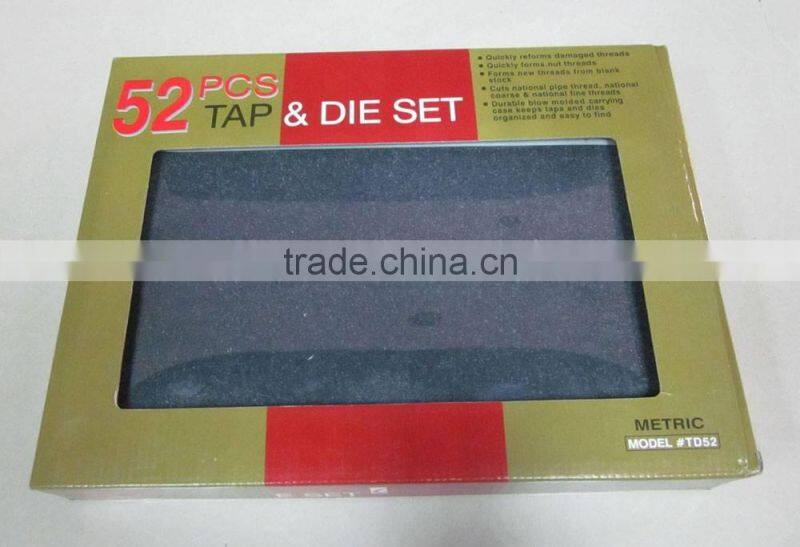 52 PCS
TAP & DIE SET
• Quickly reforms damaged threads
• Quickly forms nut threads
• Forms new threads from blank
stock
• Cuts national pipe thread, national
coarse & national fine threads
• Durable blow molded carrying
case keeps taps and dies
organized and easy to find
trade.china.cn
METRIC
MODEL #TD52
E SET